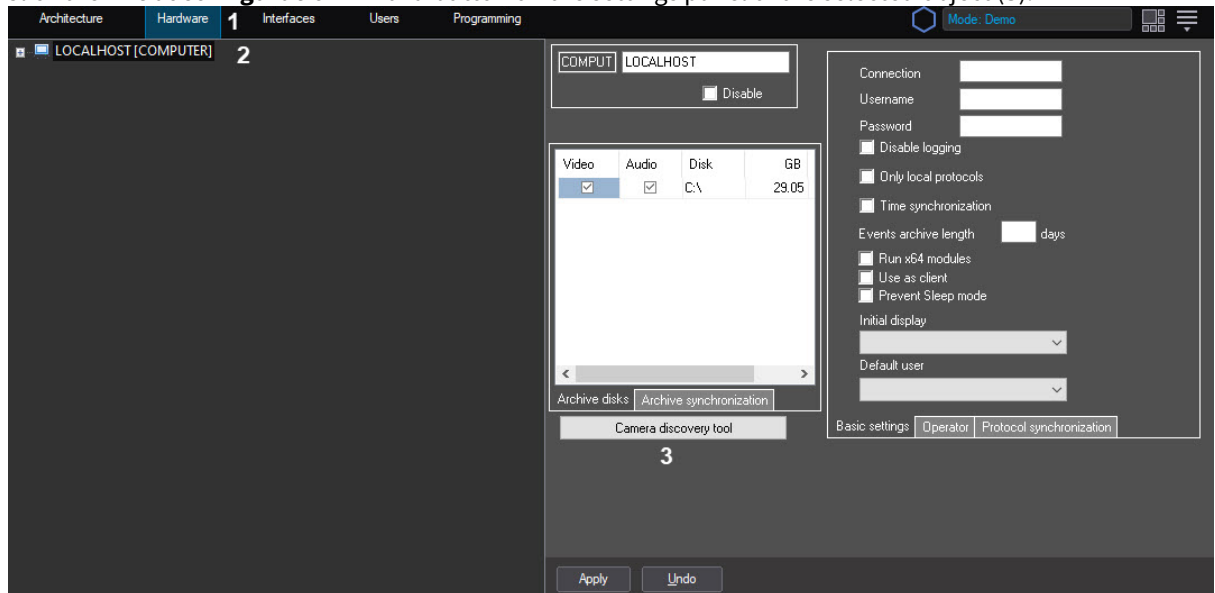 Architecture Hardware 1 Interfaces Users Programming Mode: Demo
LOCALHOST [COMPUTER] 2
COMPUT LOCALHOST
Disable
Video Audio Disk GB
C:\ 29.05
Archive disks Archive synchronization
Camera discovery tool
3
Connection
Username
Password
Disable logging
Only local protocols
Time synchronization
Events archive length days
Run x64 modules
Use as client
Prevent Sleep mode
Initial display
Default user
Basic settings Operator Protocol synchronization
Apply Undo